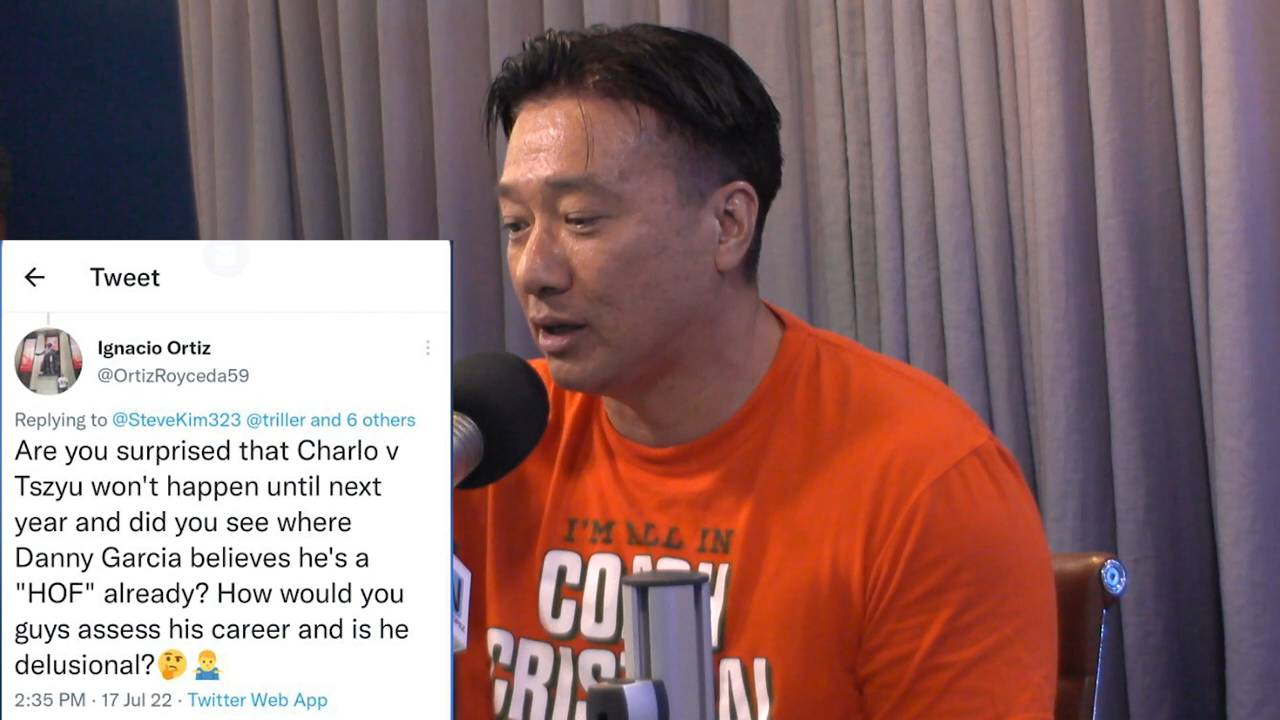 Tweet
Ignacio Ortiz
@OrtizRoyceda59
Replying to @SteveKim323 @triller and 6 others
Are you surprised that Charlo v
Tszyu won't happen until next
year and did you see where
Danny Garcia believes he's a
"HOF" already? How would you
guys assess his career and is he
delusional?🤔🤷‍♂️
2:35 PM · 17 Jul 22 · Twitter Web App
I'M ALL IN